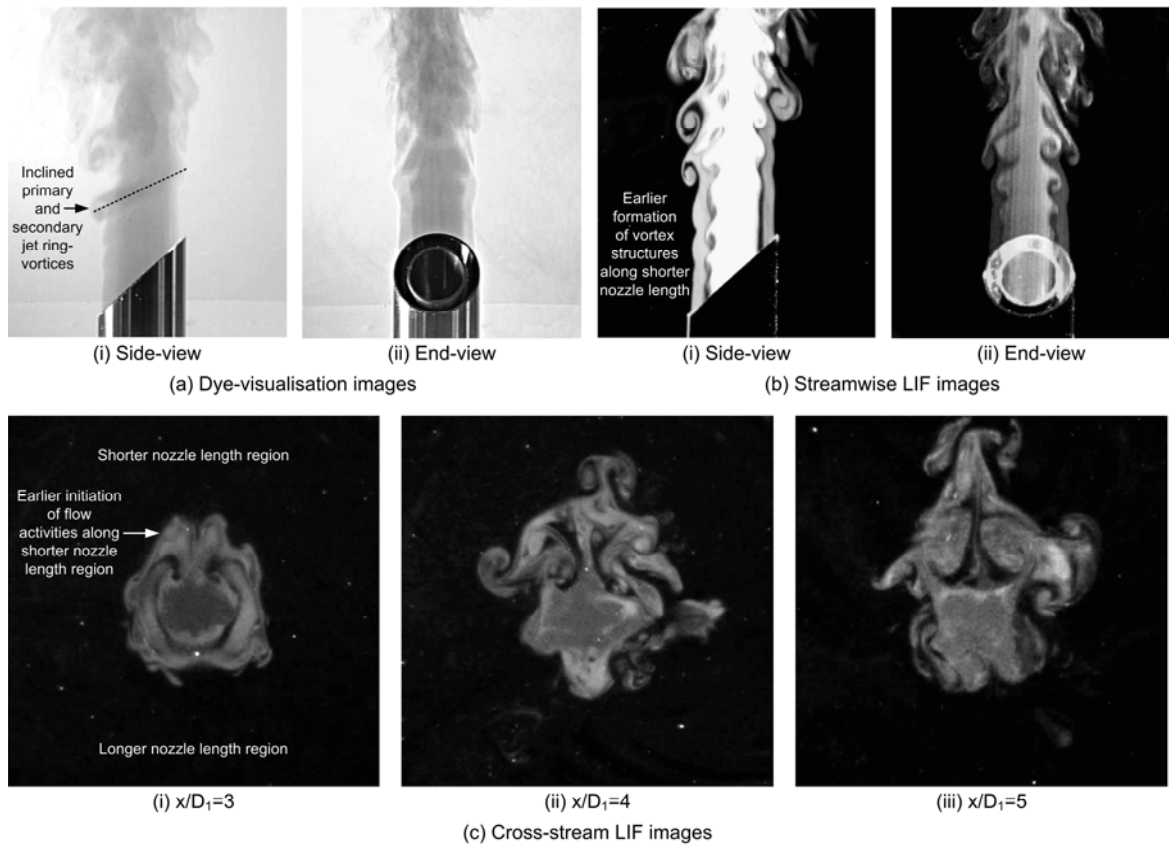 Inclined
primary
and
secondary
jet ring-
vortices
(i) Side-view
(ii) End-view
(a) Dye-visualisation images
Earlier
formation
of vortex
structures
along shorter
nozzle length
(i) Side-view
(ii) End-view
(b) Streamwise LIF images
Shorter nozzle length region
Earlier initiation
of flow
activities along
shorter nozzle
length region
Longer nozzle length region
(i) x/D₁=3
(ii) x/D₁=4
(iii) x/D₁=5
(c) Cross-stream LIF images